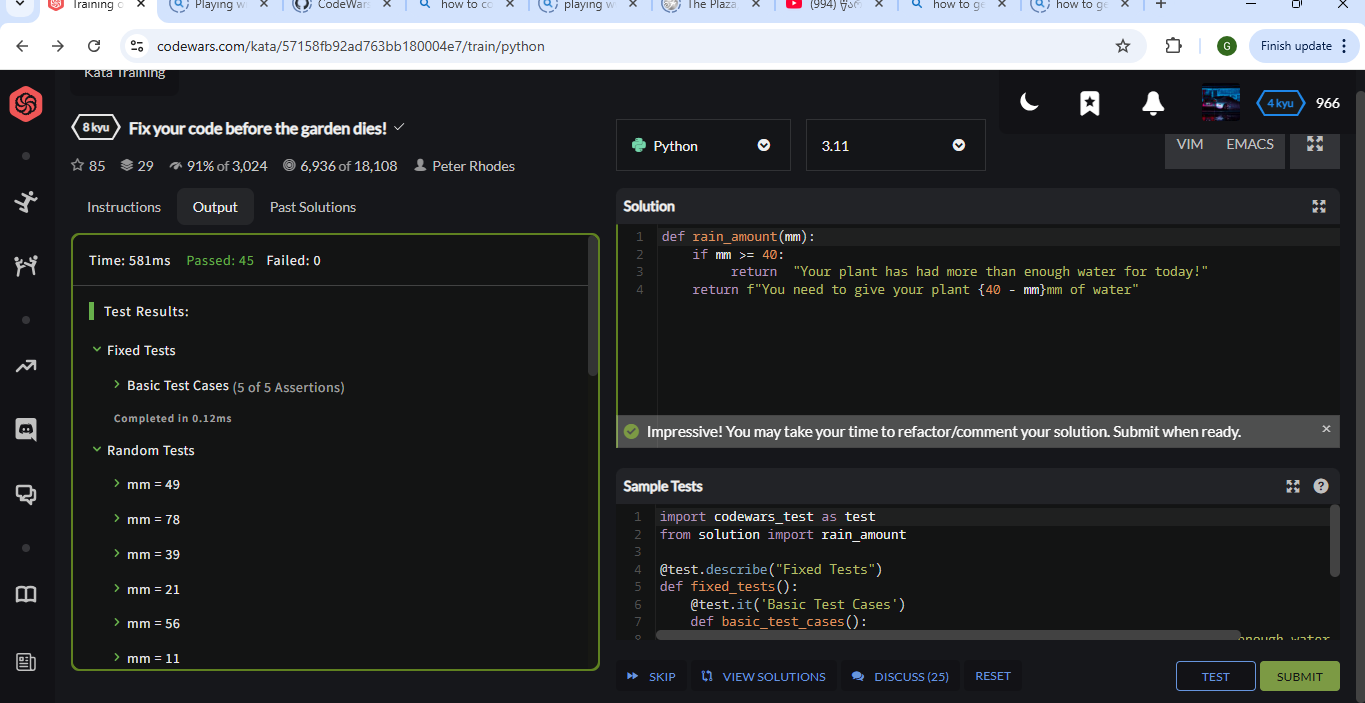 Training o
Playing w
CodeWars
how to co
playing w
The Plaza
(994)
how to ge
how to ge
codewars.com/kata/57158fb92ad763bb180004e7/train/python
G
Finish update
Kata Training
4 kyu
966
8 kyu
Fix your code before the garden dies!
85
29
91% of 3,024
6,936 of 18,108
Peter Rhodes
Python
3.11
VIM
EMACS
Instructions
Output
Past Solutions
Time: 581ms Passed: 45 Failed: 0
Test Results:
Fixed Tests
Basic Test Cases (5 of 5 Assertions)
Completed in 0.12ms
Random Tests
mm = 49
mm = 78
mm = 39
mm = 21
mm = 56
mm = 11
Solution
1 def rain_amount(mm):
2     if mm >= 40:
3          return  "Your plant has had more than enough water for today!"
4     return f"You need to give your plant {40 - mm}mm of water"
Impressive! You may take your time to refactor/comment your solution. Submit when ready.
Sample Tests
?
1 import codewars_test as test
2 from solution import rain_amount
3
4 @test.describe("Fixed Tests")
5 def fixed_tests():
6     @test.it('Basic Test Cases')
7     def basic_test_cases():
8 enough water
SKIP
VIEW SOLUTIONS
DISCUSS (25)
RESET
TEST
SUBMIT